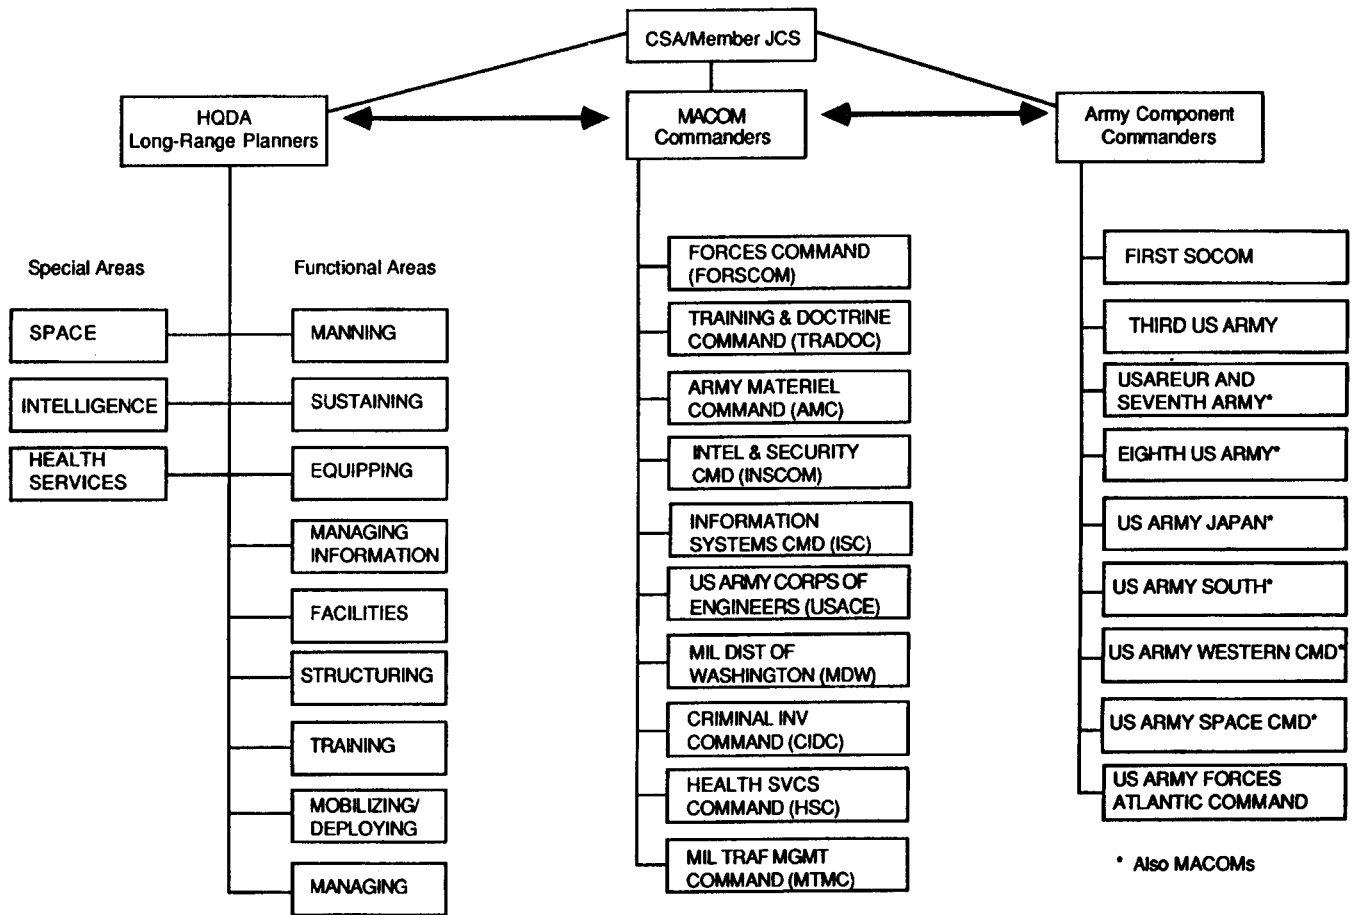 CSA/Member JCS
HQDA
Long-Range Planners
MACOM
Commanders
Army Component
Commanders
Special Areas
Functional Areas
SPACE
INTELLIGENCE
HEALTH
SERVICES
MANNING
SUSTAINING
EQUIPPING
MANAGING
INFORMATION
FACILITIES
STRUCTURING
TRAINING
MOBILIZING/
DEPLOYING
MANAGING
FORCES COMMAND
(FORSCOM)
TRAINING & DOCTRINE
COMMAND (TRADOC)
ARMY MATERIEL
COMMAND (AMC)
INTEL & SECURITY
CMD (INSCOM)
INFORMATION
SYSTEMS CMD (ISC)
US ARMY CORPS OF
ENGINEERS (USACE)
MIL DIST OF
WASHINGTON (MDW)
CRIMINAL INV
COMMAND (CIDC)
HEALTH SVCS
COMMAND (HSC)
MIL TRAF MGMT
COMMAND (MTMC)
FIRST SOCOM
THIRD US ARMY
USAREUR AND
SEVENTH ARMY*
EIGHTH US ARMY*
US ARMY JAPAN*
US ARMY SOUTH*
US ARMY WESTERN CMD*
US ARMY SPACE CMD*
US ARMY FORCES
ATLANTIC COMMAND
* Also MACOMs